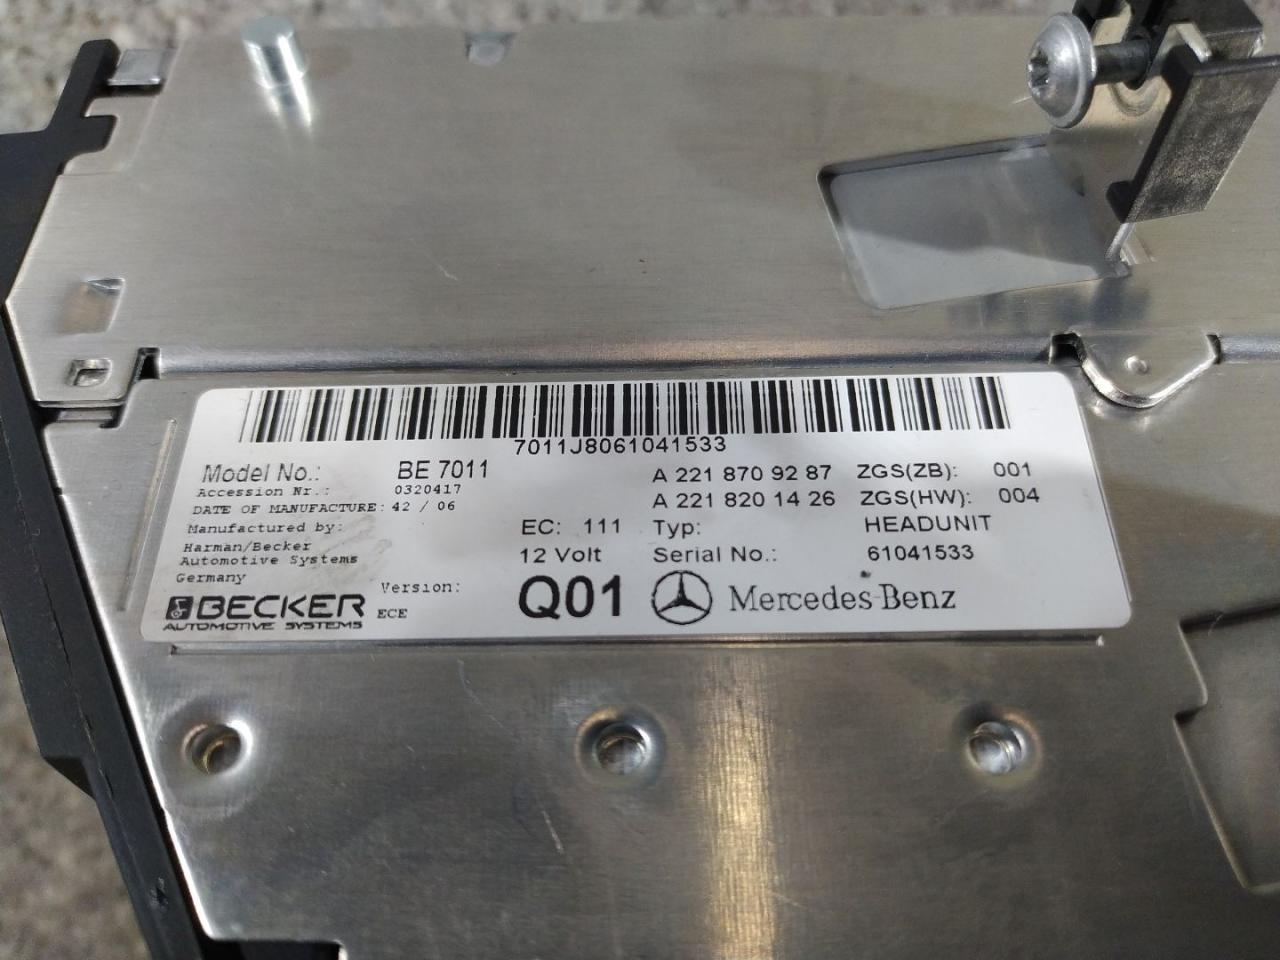 7011J8061041533
Model No.: BE 7011 A 221 870 92 87 ZGS(ZB): 001
Accession Nr.: 0320417 A 221 820 14 26 ZGS(HW): 004
DATE OF MANUFACTURE: 42 / 06
Manufactured by: EC: 111 Typ: HEADUNIT
Harman/Becker 12 Volt Serial No.: 61041533
Automotive Systems
Germany Version: Q01 Mercedes-Benz
BECKER ECE
AUTOMOTIVE SYSTEMS